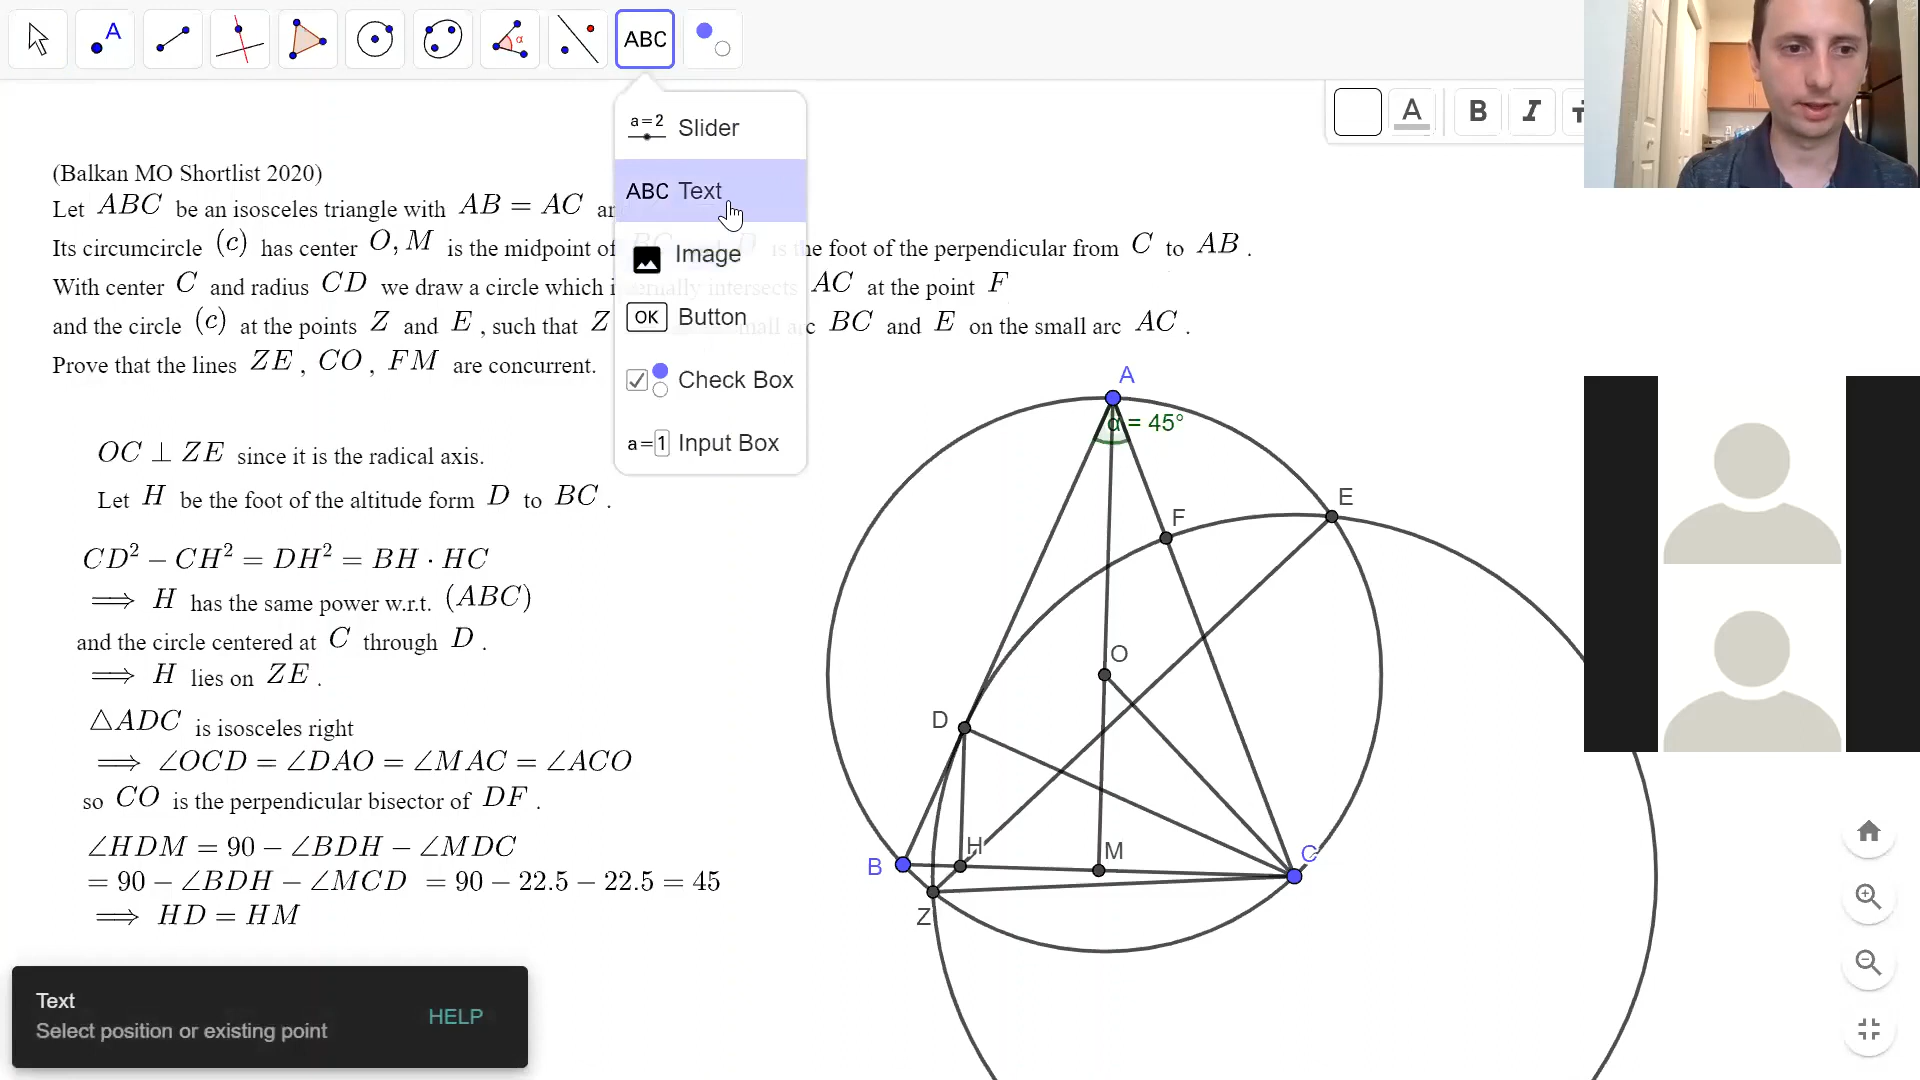 A
α
ABC
a=2 Slider
ABC Text
Image
OK Button
Check Box
a=1 Input Box
A B I
(Balkan MO Shortlist 2020)
Let ABC be an isosceles triangle with AB = AC
Its circumcircle (c) has center O, M is the midpoint of BC D is the foot of the perpendicular from C to AB .
With center C and radius CD we draw a circle which internally intersects AC at the point F
and the circle (c) at the points Z and E , such that Z small arc BC and E on the small arc AC .
Prove that the lines ZE , CO , FM are concurrent.
OC ⊥ ZE since it is the radical axis.
Let H be the foot of the altitude form D to BC .
CD² − CH² = DH² = BH · HC
⟹ H has the same power w.r.t. (ABC)
and the circle centered at C through D .
⟹ H lies on ZE .
△ADC is isosceles right
⟹ ∠OCD = ∠DAO = ∠MAC = ∠ACO
so CO is the perpendicular bisector of DF .
∠HDM = 90 − ∠BDH − ∠MDC
= 90 − ∠BDH − ∠MCD = 90 − 22.5 − 22.5 = 45
⟹ HD = HM
A
α = 45°
E
F
O
D
H
M
B
C
Z
Text
Select position or existing point
HELP